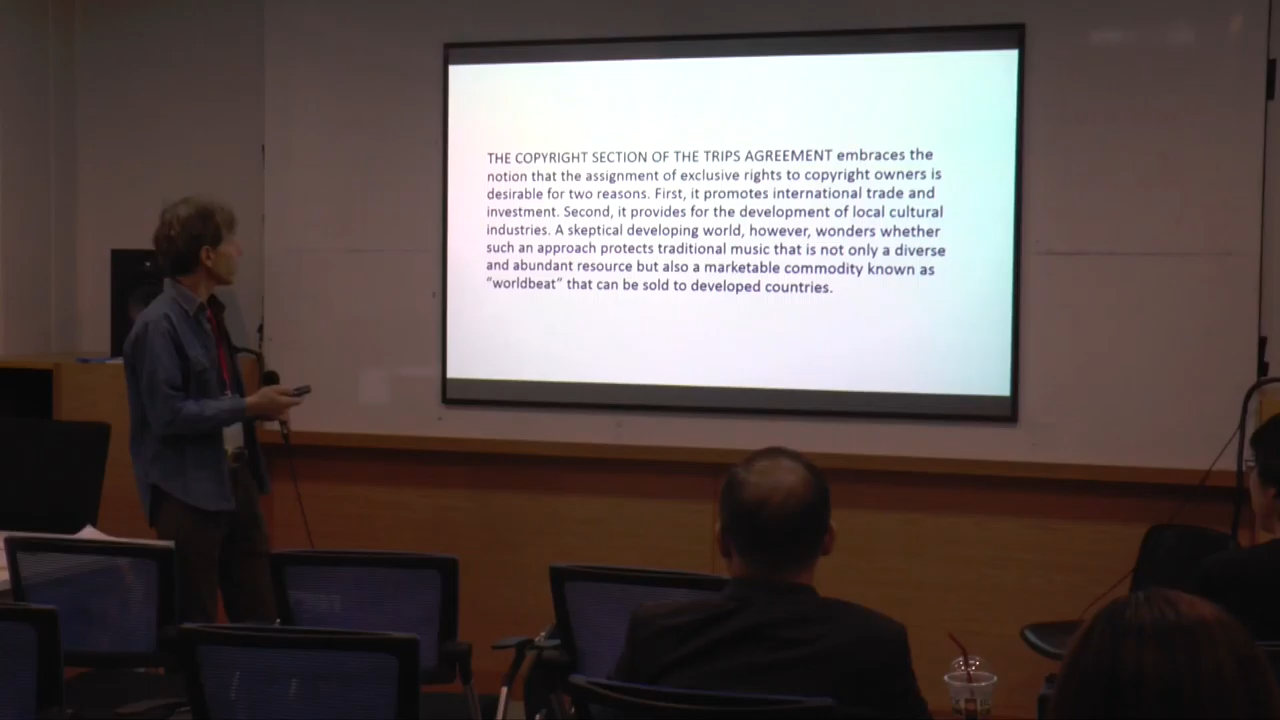 THE COPYRIGHT SECTION OF THE TRIPS AGREEMENT embraces the
notion that the assignment of exclusive rights to copyright owners is
desirable for two reasons. First, it promotes international trade and
investment. Second, it provides for the development of local cultural
industries. A skeptical developing world, however, wonders whether
such an approach protects traditional music that is not only a diverse
and abundant resource but also a marketable commodity known as
"worldbeat" that can be sold to developed countries.